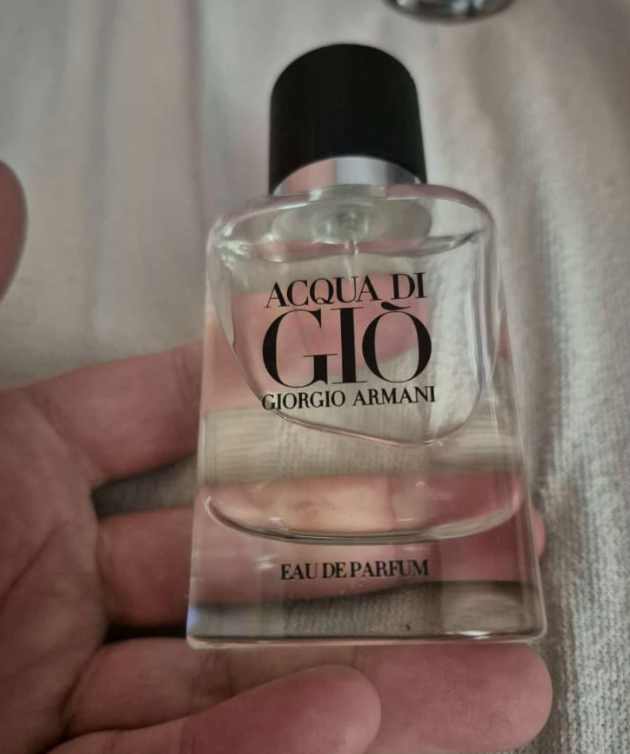 ACQUA DI
GIÒ
GIORGIO ARMANI
EAU DE PARFUM